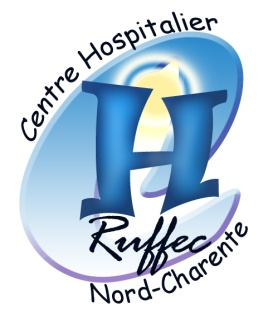 Centre Hospitalier
H
Ruffec
Nord-Charente